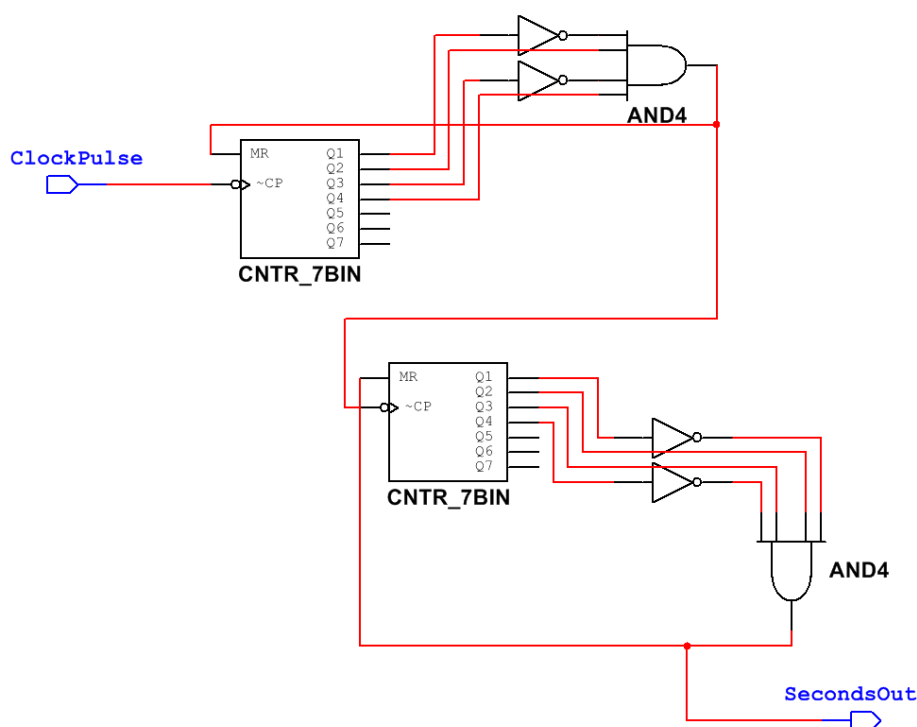 AND4
ClockPulse
MR Q1
Q2
~CP Q3
Q4
Q5
Q6
Q7
CNTR_7BIN
MR Q1
Q2
~CP Q3
Q4
Q5
Q6
Q7
CNTR_7BIN
AND4
SecondsOut